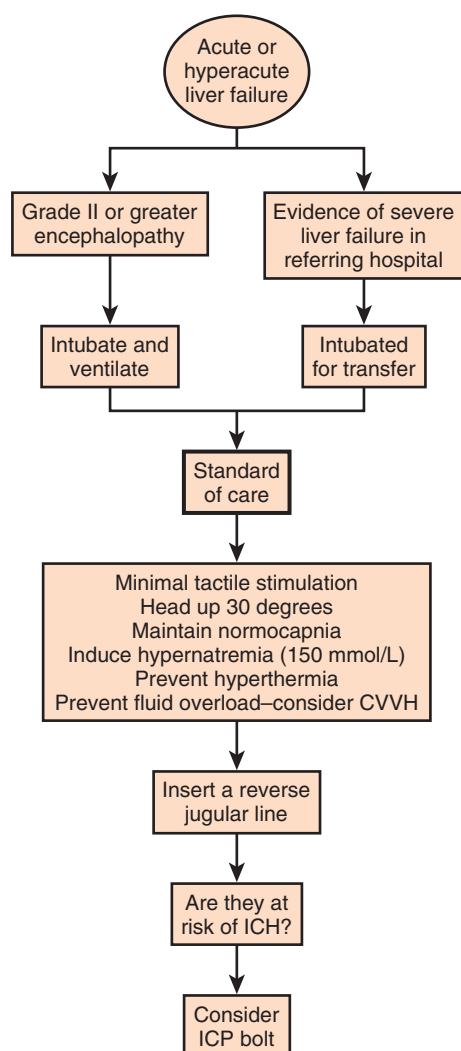 Acute or
hyperacute
liver failure
Grade II or greater
encephalopathy
Evidence of severe
liver failure in
referring hospital
Intubate and
ventilate
Intubated
for transfer
Standard
of care
Minimal tactile stimulation
Head up 30 degrees
Maintain normocapnia
Induce hypernatremia (150 mmol/L)
Prevent hyperthermia
Prevent fluid overload–consider CVVH
Insert a reverse
jugular line
Are they at
risk of ICH?
Consider
ICP bolt